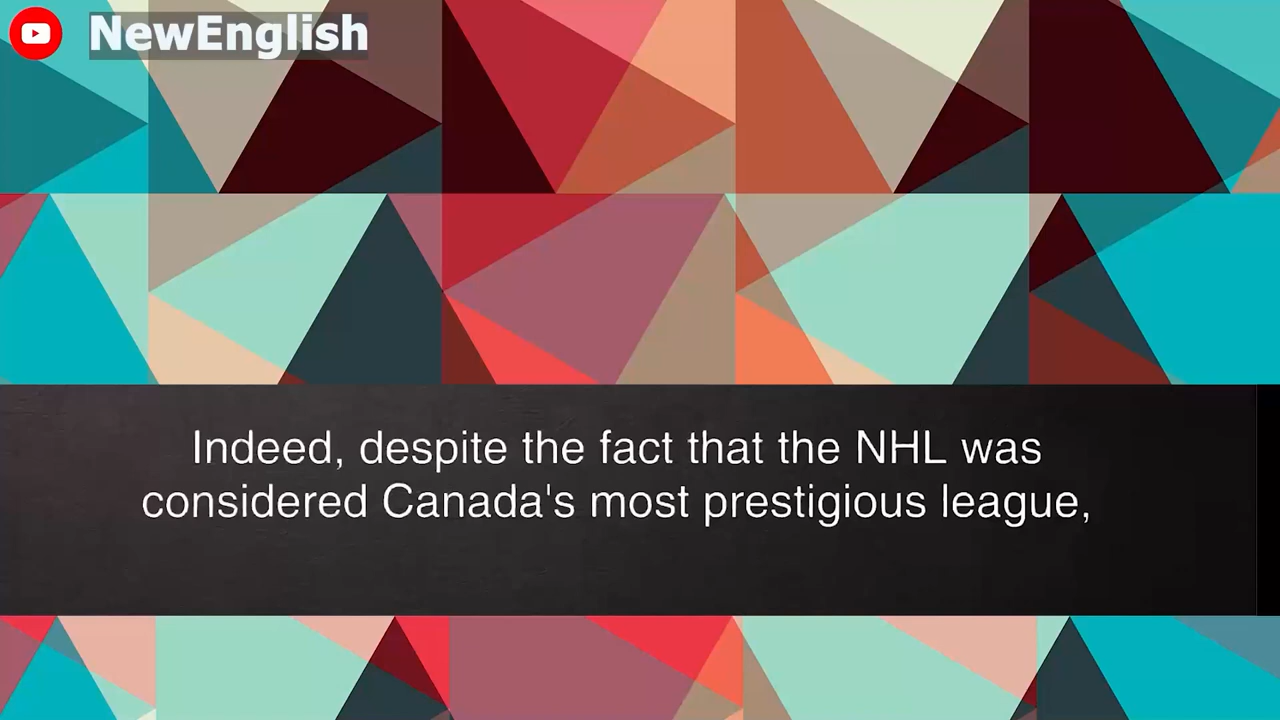 NewEnglish
Indeed, despite the fact that the NHL was
considered Canada's most prestigious league,